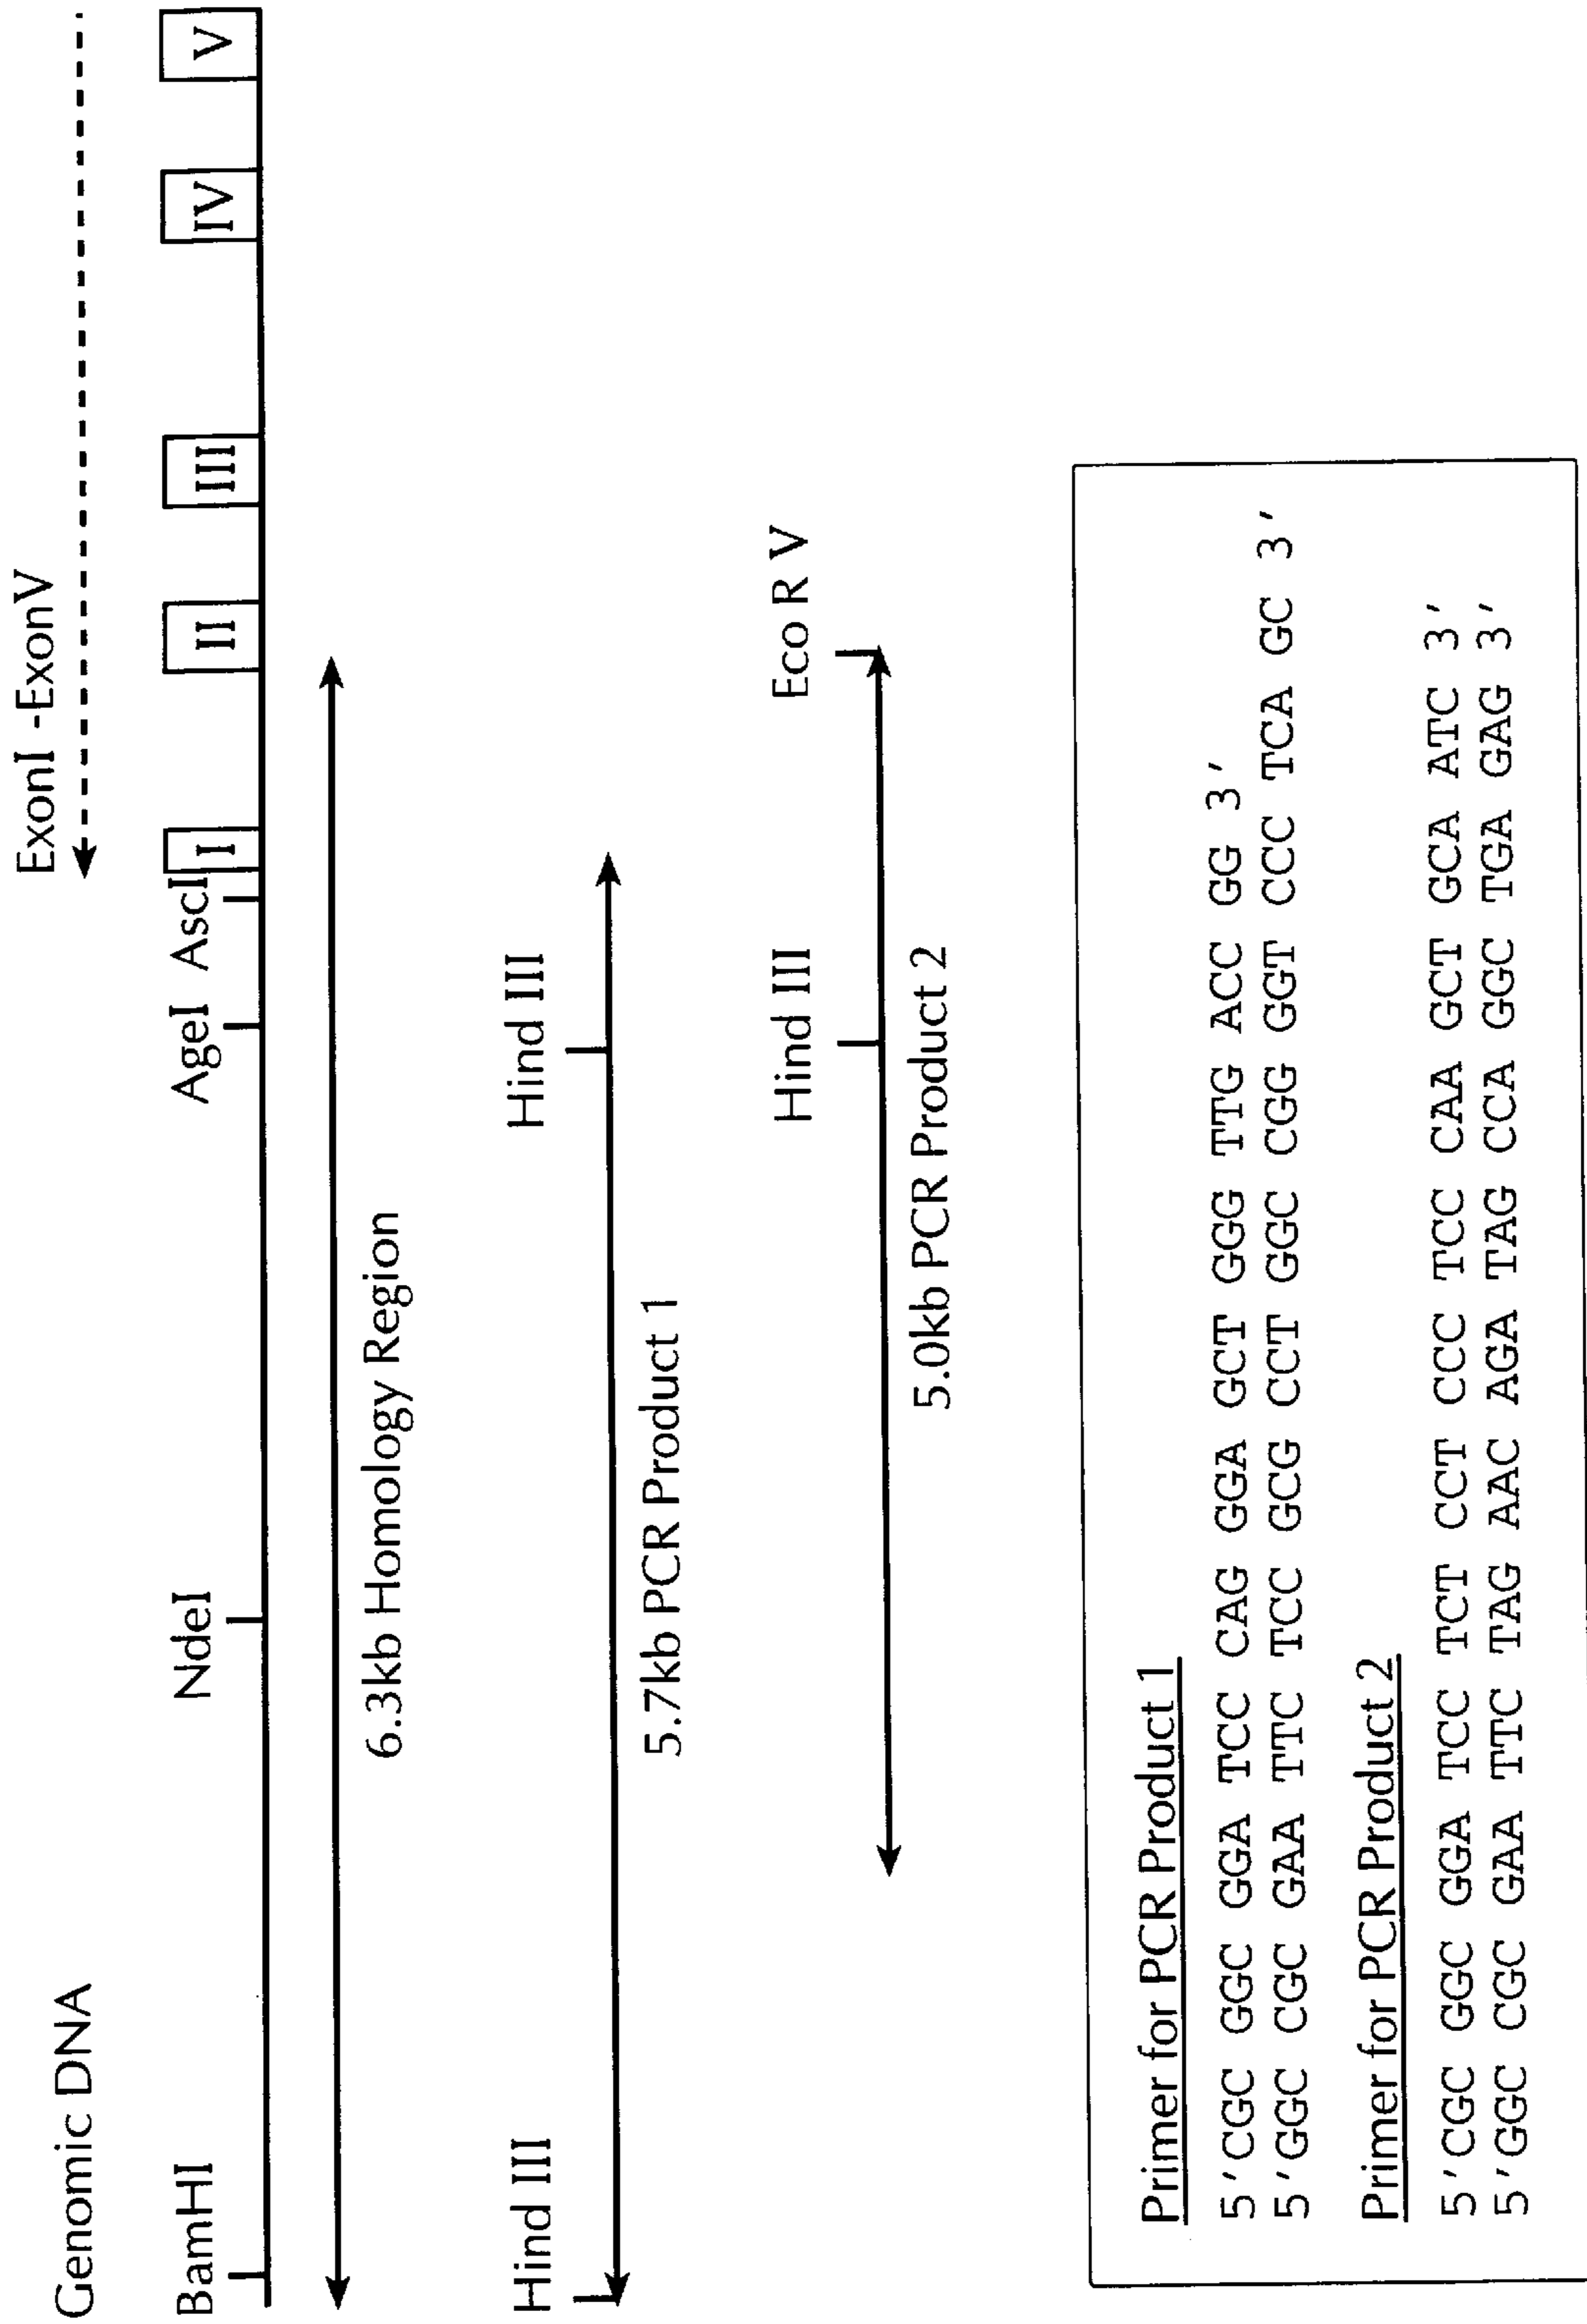 Genomic DNA
ExonI -ExonV
BamHI
NdeI
AgeI
AscI
I
II
III
IV
V
6.3kb Homology Region
Hind III
Hind III
5.7kb PCR Product 1
Hind III
Eco R V
5.0kb PCR Product 2
Primer for PCR Product 1
5'CGC GGC GGA TCC CAG GGA GCT GGG TTG ACC GG 3'
5'GGC CGC GAA TTC TCC GCG CCT GGC CGG GGT CCC TCA GC 3'
Primer for PCR Product 2
5'CGC GGC GGA TCC TCT CCT CCC TCC CAA GCT GCA ATC 3'
5'GGC CGC GAA TTC TAG AAC AGA TAG CCA GGC TGA GAG 3'